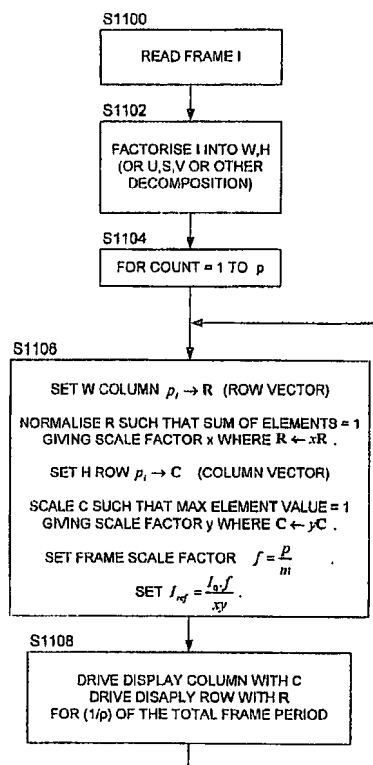 S1100
READ FRAME I
S1102
FACTORISE I INTO W,H
(OR U,S,V OR OTHER
DECOMPOSITION)
S1104
FOR COUNT = 1 TO p
S1106
SET W COLUMN pᵢ → R (ROW VECTOR)
NORMALISE R SUCH THAT SUM OF ELEMENTS = 1
GIVING SCALE FACTOR x WHERE R ← xR .
SET H ROW pᵢ → C (COLUMN VECTOR)
SCALE C SUCH THAT MAX ELEMENT VALUE = 1
GIVING SCALE FACTOR y WHERE C ← yC .
SET FRAME SCALE FACTOR f = p/m .
SET I_ref = I₀.f/xy .
S1108
DRIVE DISPLAY COLUMN WITH C
DRIVE DISAPLY ROW WITH R
FOR (1/p) OF THE TOTAL FRAME PERIOD